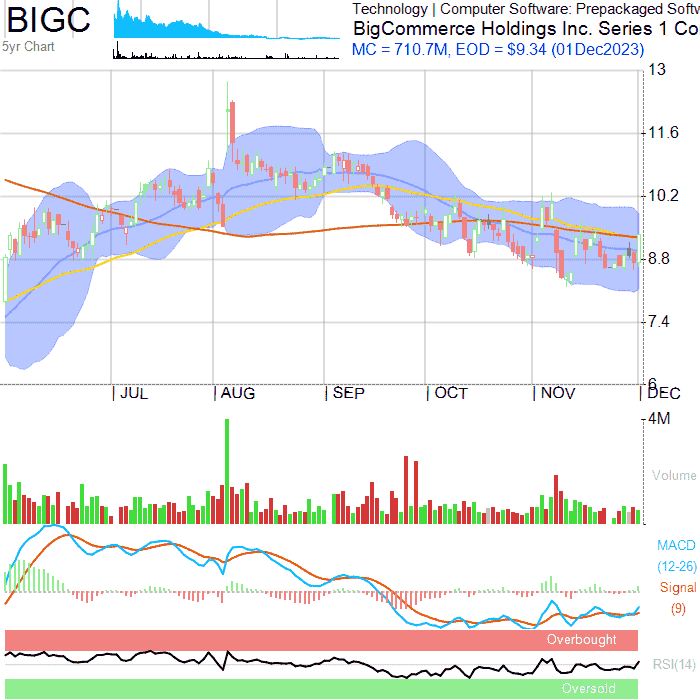 BIGC
5yr Chart
Technology | Computer Software: Prepackaged Softw
BigCommerce Holdings Inc. Series 1 Co
MC = 710.7M, EOD = $9.34 (01Dec2023)
13
11.6
10.2
8.8
7.4
6
JUL
AUG
SEP
OCT
NOV
DEC
4M
Volume
MACD
(12-26)
Signal
(9)
Overbought
RSI(14)
Oversold